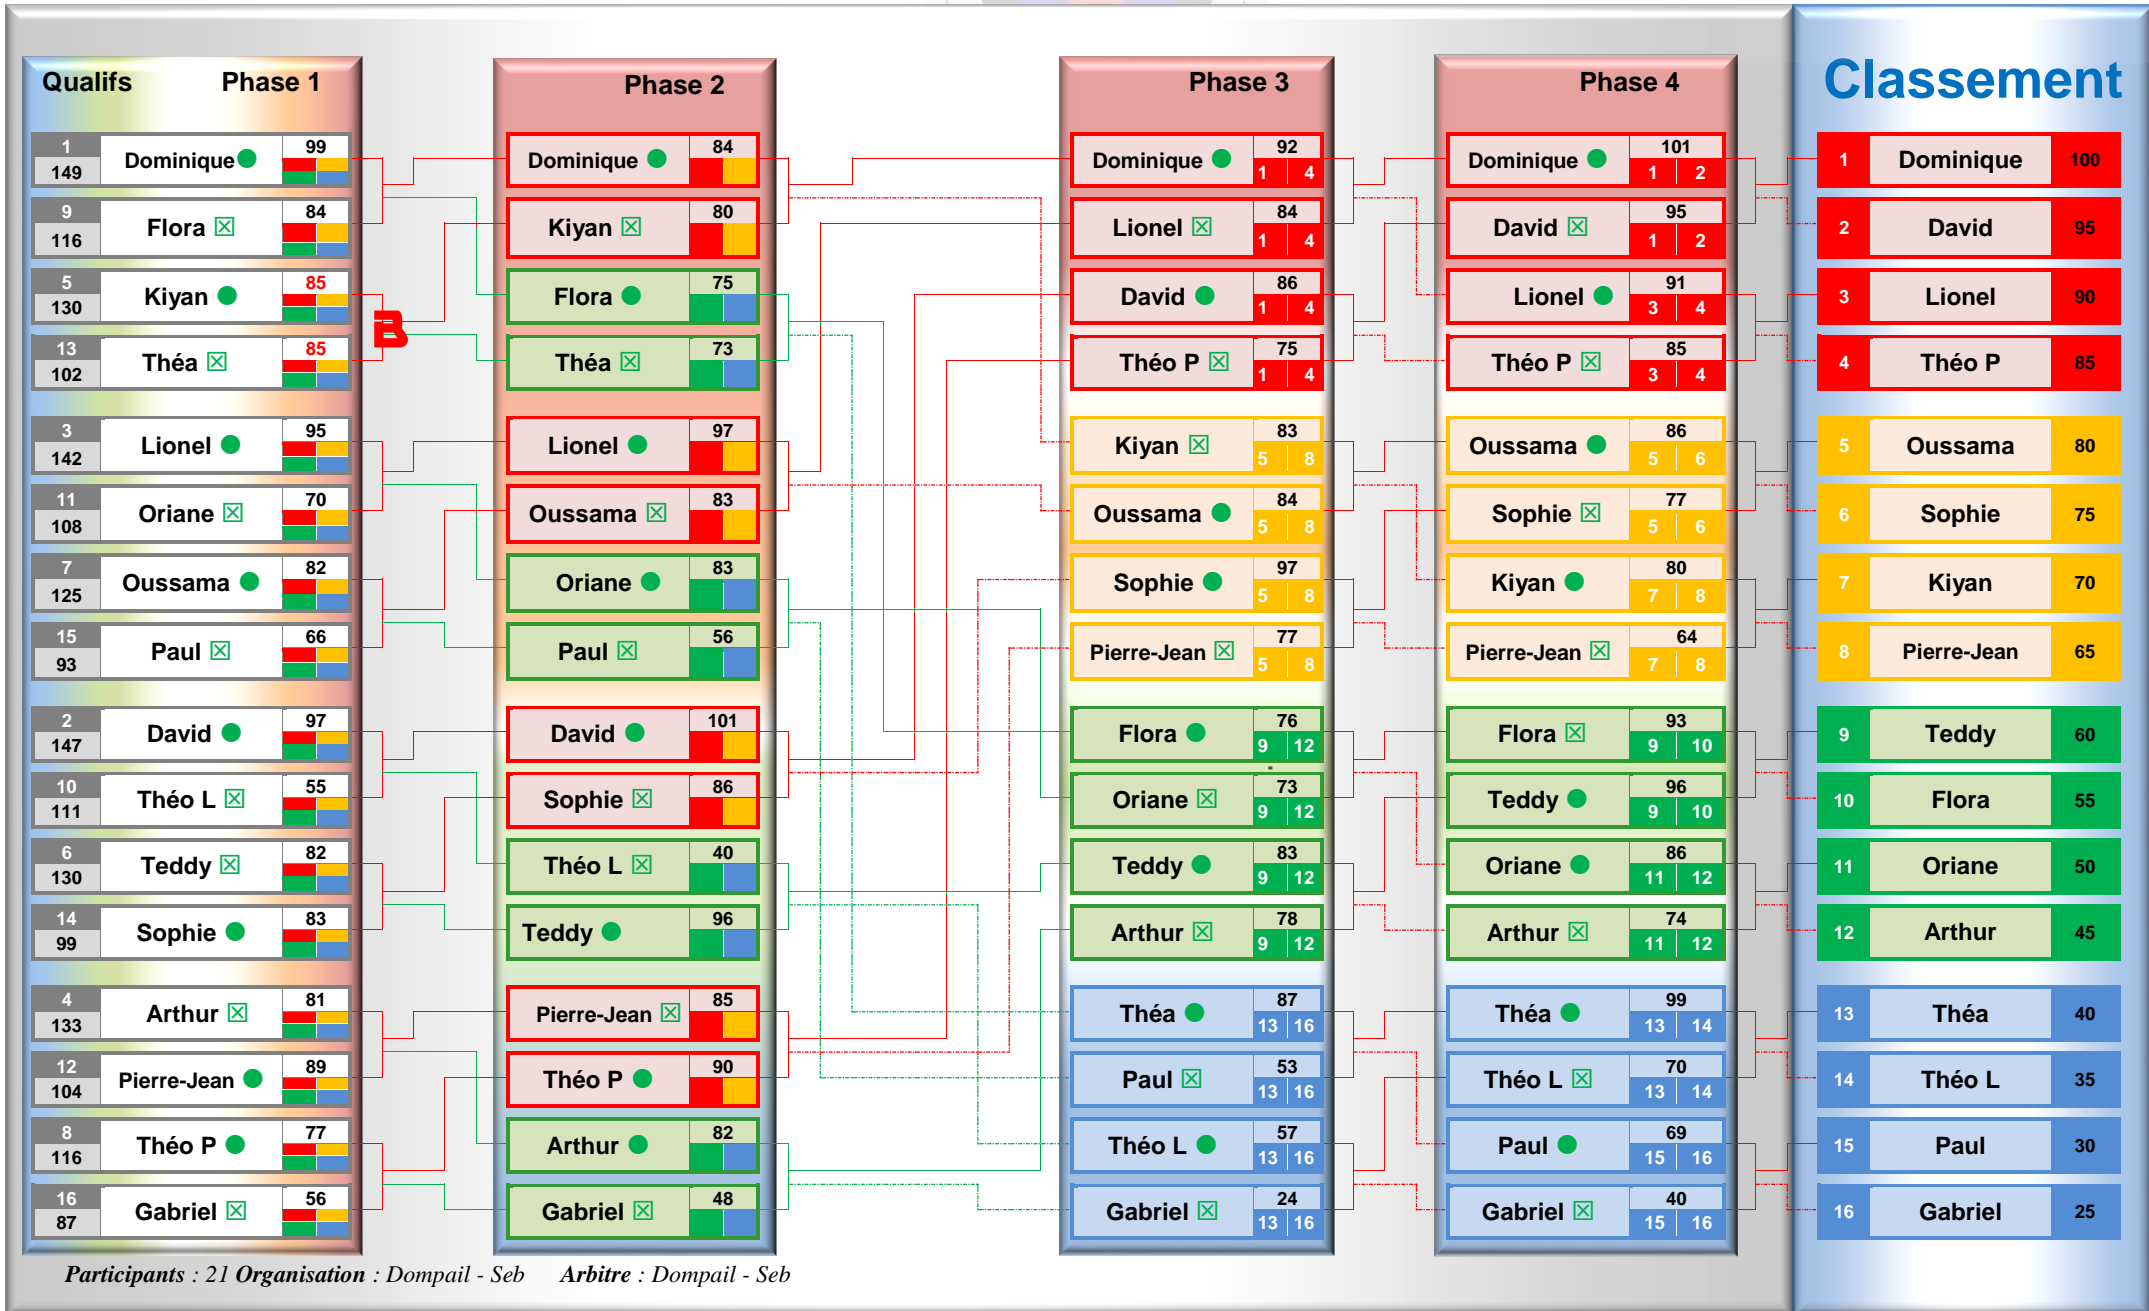 Qualifs Phase 1
1 149 Dominique 99
9 116 Flora 84
5 130 Kiyan 85
13 102 Théa 85
B
3 142 Lionel 95
11 108 Oriane 70
7 125 Oussama 82
15 93 Paul 66
2 147 David 97
10 111 Théo L 55
6 130 Teddy 82
14 99 Sophie 83
4 133 Arthur 81
12 104 Pierre-Jean 89
8 116 Théo P 77
16 87 Gabriel 56
Phase 2
Dominique 84
Kiyan 80
Flora 75
Théa 73
Lionel 97
Oussama 83
Oriane 83
Paul 56
David 101
Sophie 86
Théo L 40
Teddy 96
Pierre-Jean 85
Théo P 90
Arthur 82
Gabriel 48
Phase 3
Dominique 92 1 4
Lionel 84 1 4
David 86 1 4
Théo P 75 1 4
Kiyan 83 5 8
Oussama 84 5 8
Sophie 97 5 8
Pierre-Jean 77 5 8
Flora 76 9 12
Oriane 73 9 12
Teddy 83 9 12
Arthur 78 9 12
Théa 87 13 16
Paul 53 13 16
Théo L 57 13 16
Gabriel 24 13 16
Phase 4
Dominique 101 1 2
David 95 1 2
Lionel 91 3 4
Théo P 85 3 4
Oussama 86 5 6
Sophie 77 5 6
Kiyan 80 7 8
Pierre-Jean 64 7 8
Flora 93 9 10
Teddy 96 9 10
Oriane 86 11 12
Arthur 74 11 12
Théa 99 13 14
Théo L 70 13 14
Paul 69 15 16
Gabriel 40 15 16
Classement
1 Dominique 100
2 David 95
3 Lionel 90
4 Théo P 85
5 Oussama 80
6 Sophie 75
7 Kiyan 70
8 Pierre-Jean 65
9 Teddy 60
10 Flora 55
11 Oriane 50
12 Arthur 45
13 Théa 40
14 Théo L 35
15 Paul 30
16 Gabriel 25
Participants : 21 Organisation : Dompail - Seb Arbitre : Dompail - Seb